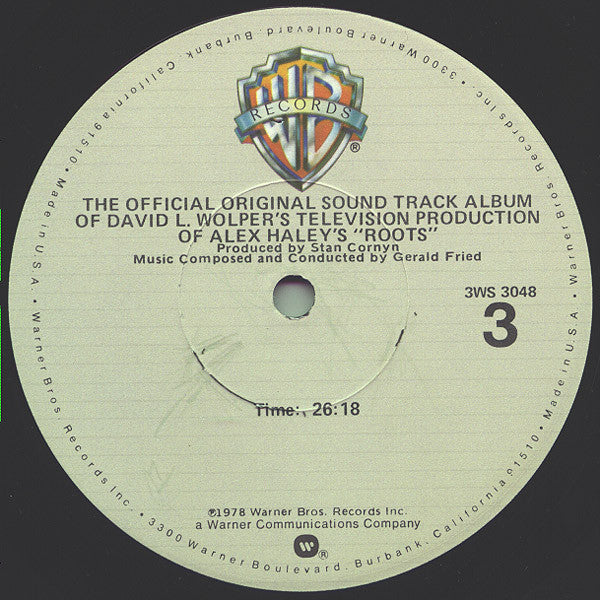 WB
RECORDS
®
THE OFFICIAL ORIGINAL SOUND TRACK ALBUM
OF DAVID L. WOLPER'S TELEVISION PRODUCTION
OF ALEX HALEY'S "ROOTS"
Produced by Stan Cornyn
Music Composed and Conducted by Gerald Fried
3WS 3048
3
Time: 26:18
℗1978 Warner Bros. Records Inc.
a Warner Communications Company
W ®
Warner Bros. Records Inc. • 3300 Warner Boulevard, Burbank, California 91510 • Made in U.S.A. • Warner Bros. Records Inc. • 3300 Warner Boulevard, Burbank, California 91510 • Made in U.S.A. •